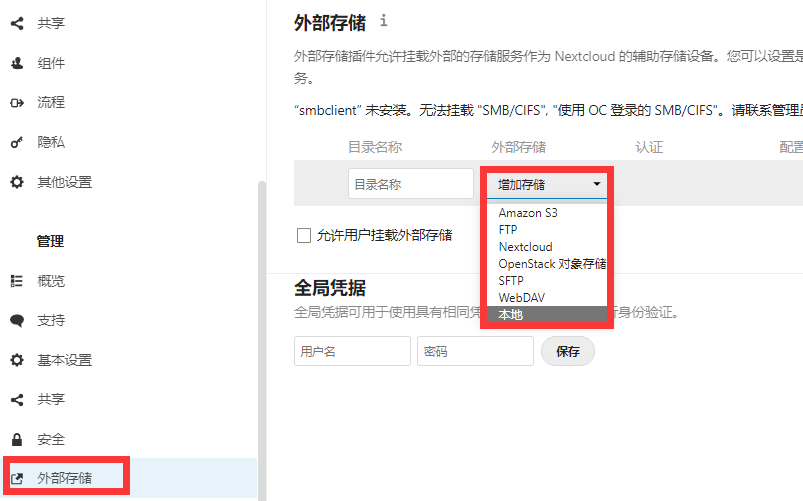 共享
组件
流程
隐私
其他设置
管理
概览
支持
基本设置
共享
安全
外部存储
外部存储 i
外部存储插件允许挂载外部的存储服务作为 Nextcloud 的辅助存储设备。您可以设置是
务。
“smbclient” 未安装。无法挂载 "SMB/CIFS", "使用 OC 登录的 SMB/CIFS"。请联系管理员
目录名称 外部存储 认证 配置
目录名称 增加存储
Amazon S3
FTP
Nextcloud
OpenStack 对象存储
SFTP
WebDAV
本地
允许用户挂载外部存储
全局凭据
全局凭据可用于使用具有相同凭 行身份验证。
用户名 密码 保存